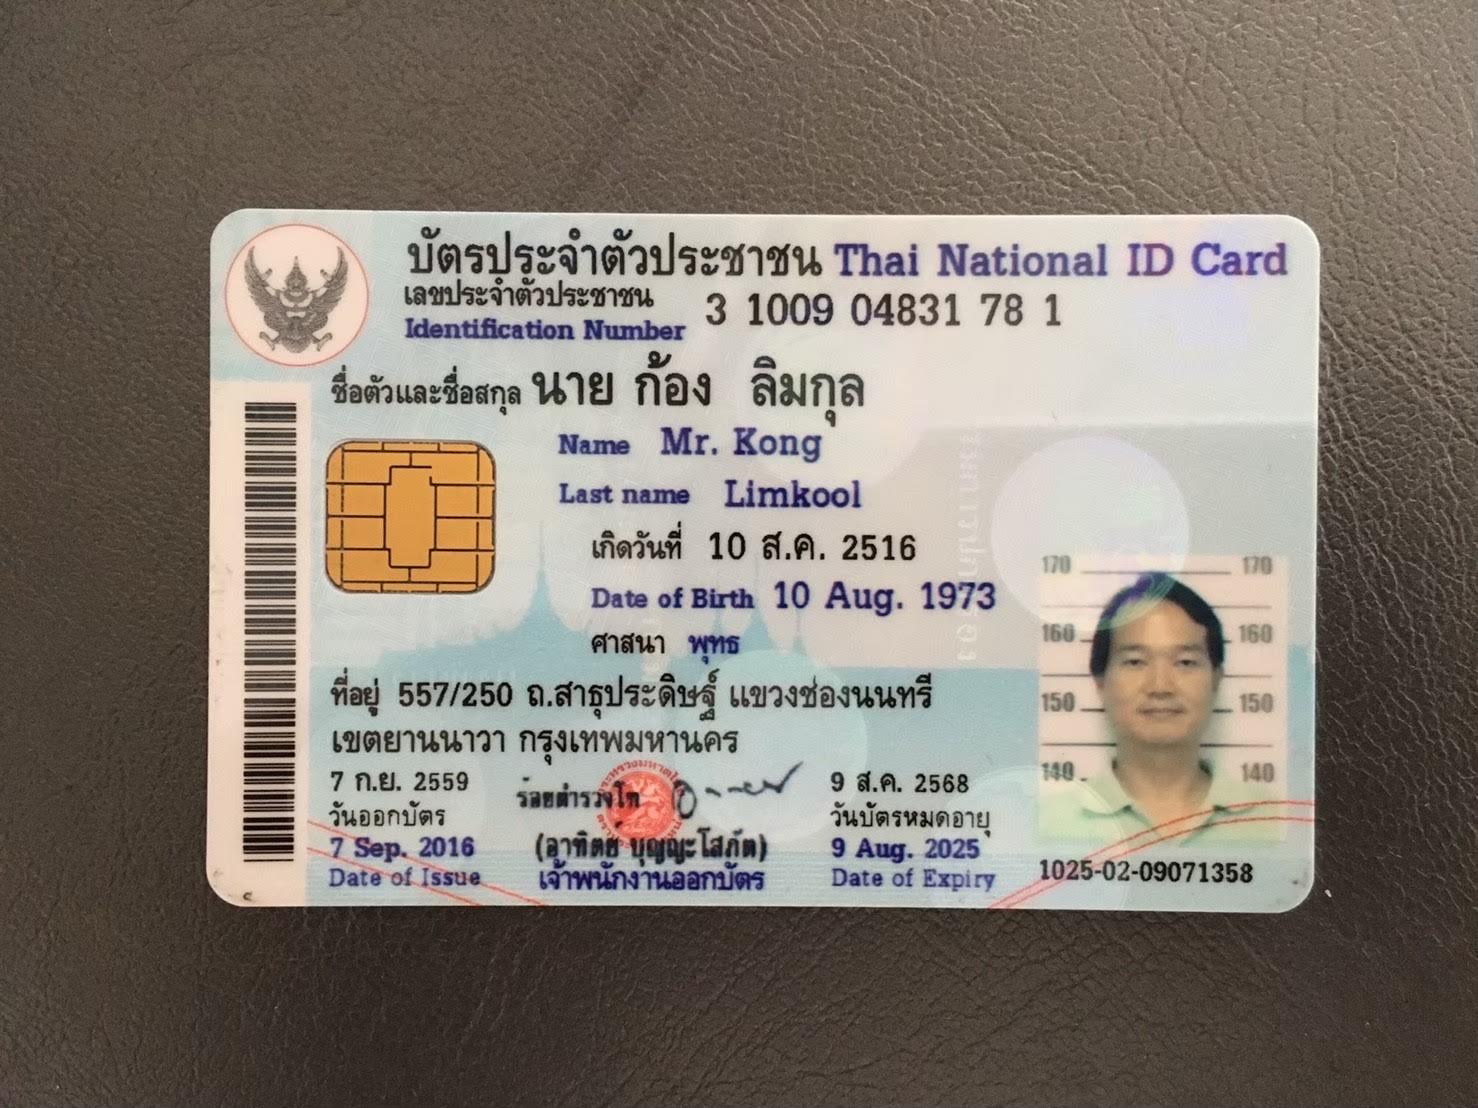 บัตรประจำตัวประชาชน Thai National ID Card
เลขประจำตัวประชาชน 3 1009 04831 78 1
Identification Number
ชื่อตัวและชื่อสกุล นาย ก้อง ลิมกุล
Name Mr. Kong
Last name Limkool
เกิดวันที่ 10 ส.ค. 2516
Date of Birth 10 Aug. 1973
ศาสนา พุทธ
ที่อยู่ 557/250 ถ.สาธุประดิษฐ์ แขวงช่องนนทรี
เขตยานนาวา กรุงเทพมหานคร
7 ก.ย. 2559
วันออกบัตร
7 Sep. 2016
Date of Issue
ร้อยตำรวจโท
(อาทิตย์ บุญญะโสภัต)
เจ้าพนักงานออกบัตร
9 ส.ค. 2568
วันบัตรหมดอายุ
9 Aug. 2025
Date of Expiry
170 170
160 160
150 150
140 140
1025-02-09071358